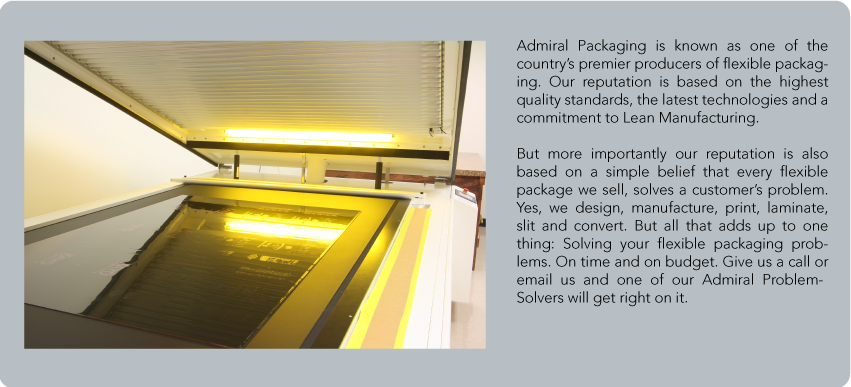 Admiral Packaging is known as one of the
country's premier producers of flexible packag-
ing. Our reputation is based on the highest
quality standards, the latest technologies and a
commitment to Lean Manufacturing.
But more importantly our reputation is also
based on a simple belief that every flexible
package we sell, solves a customer's problem.
Yes, we design, manufacture, print, laminate,
slit and convert. But all that adds up to one
thing: Solving your flexible packaging prob-
lems. On time and on budget. Give us a call or
email us and one of our Admiral Problem-
Solvers will get right on it.